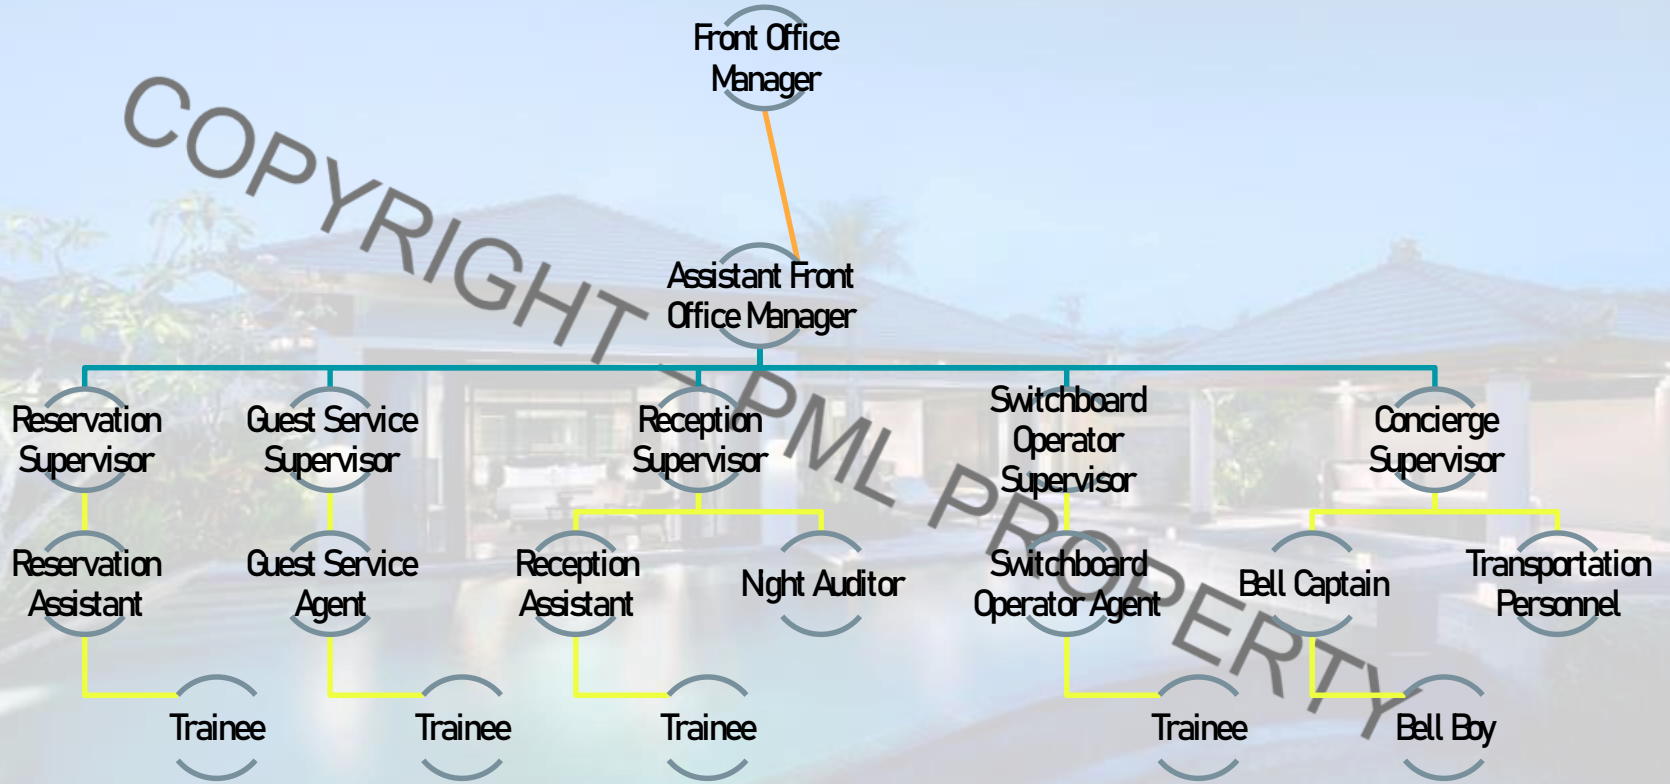 Front Office
Manager
COPYRIGHT - PML PROPERTY
Assistant Front
Office Manager
Reservation
Supervisor
Guest Service
Supervisor
Reception
Supervisor
Switchboard
Operator
Supervisor
Concierge
Supervisor
Reservation
Assistant
Guest Service
Agent
Reception
Assistant
Night Auditor
Switchboard
Operator Agent
Bell Captain
Transportation
Personnel
Trainee
Trainee
Trainee
Trainee
Bell Boy